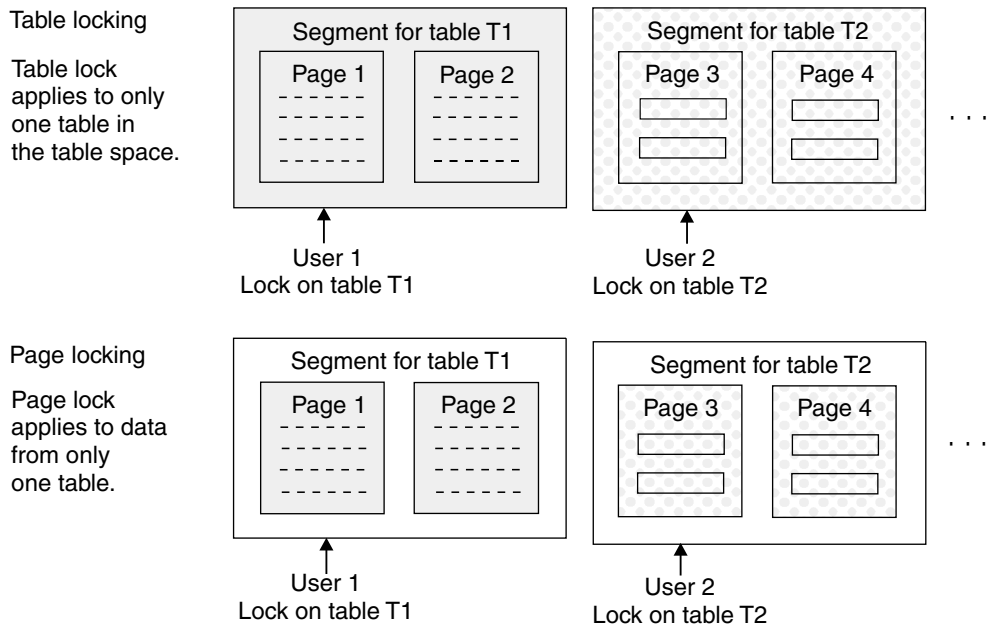 Table locking
Table lock
applies to only
one table in
the table space.
Segment for table T1
Page 1
Page 2
Segment for table T2
Page 3
Page 4
. . .
User 1
Lock on table T1
User 2
Lock on table T2
Page locking
Page lock
applies to data
from only
one table.
Segment for table T1
Page 1
Page 2
Segment for table T2
Page 3
Page 4
. . .
User 1
Lock on table T1
User 2
Lock on table T2